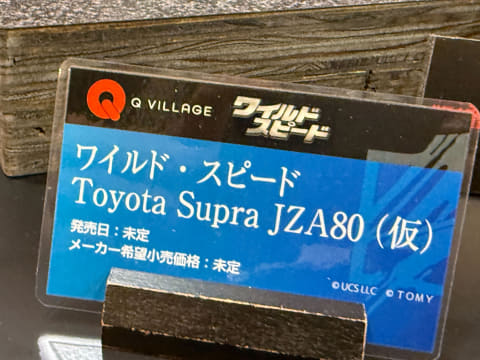 Q VILLAGE
ワイルド
スピード
ワイルド・スピード
Toyota Supra JZA80（仮）
発売日：未定
メーカー希望小売価格：未定
©UCS LLC © TOMY